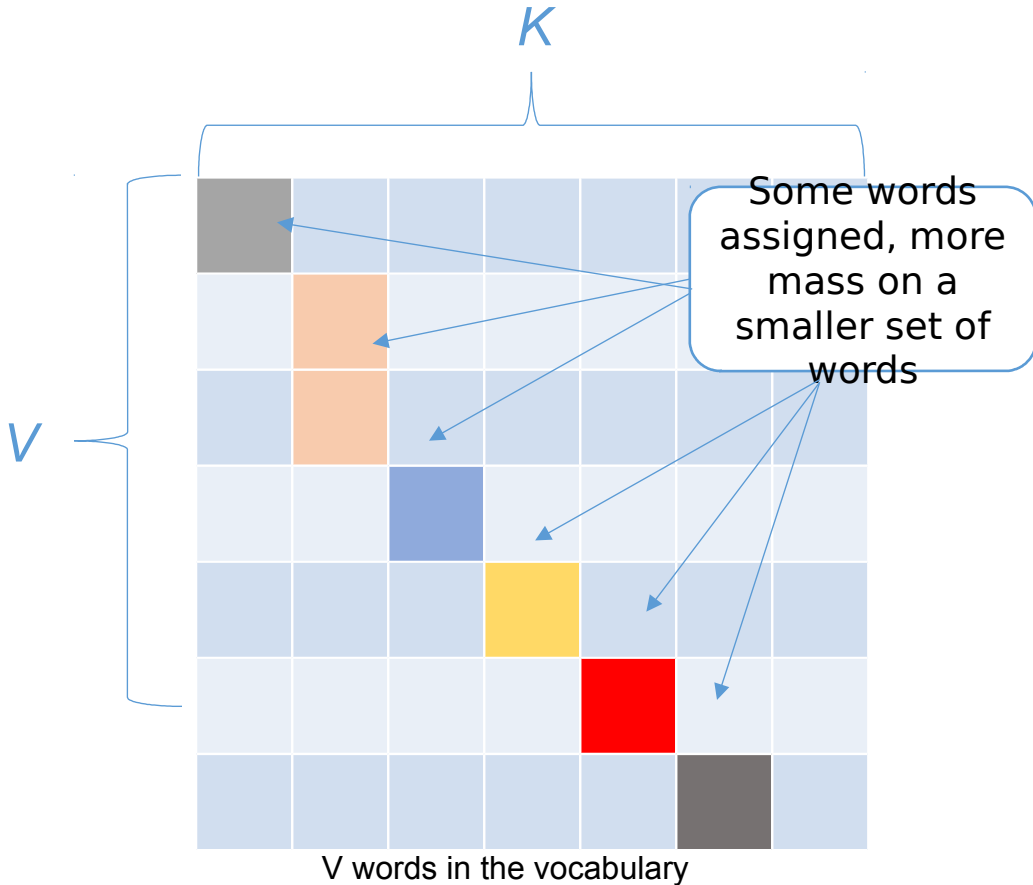 K
Some words
assigned, more
mass on a
smaller set of
words
V
V words in the vocabulary